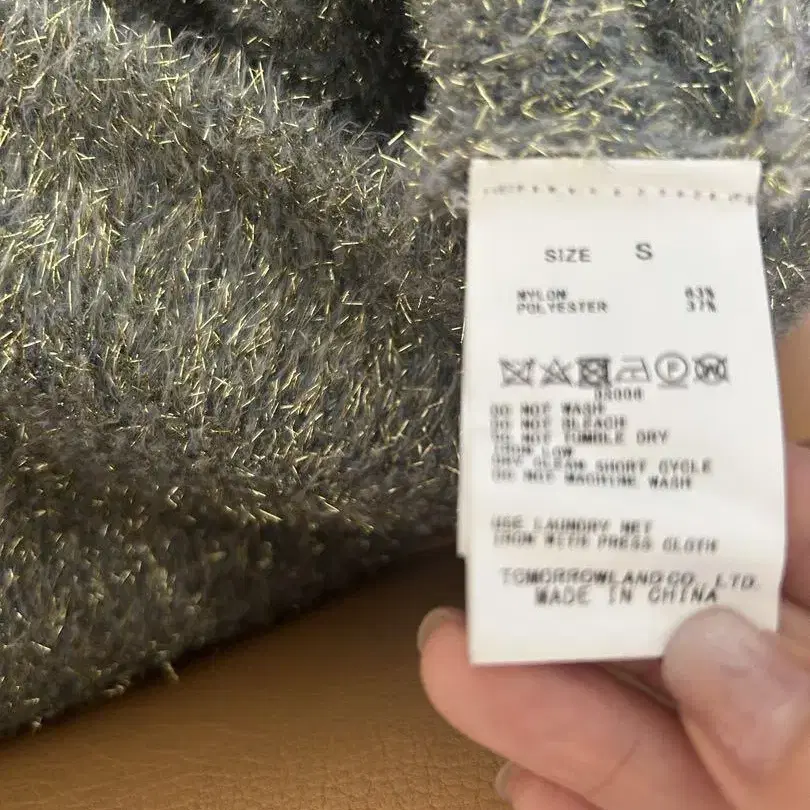 SIZE S
NYLON 63%
POLYESTER 37%
P W
03008
DO NOT WASH
DO NOT BLEACH
DO NOT TUMBLE DRY
IRON LOW
DRY CLEAN SHORT CYCLE
DO NOT MACHINE WASH
USE LAUNDRY NET
IRON WITH PRESS CLOTH
TOMORROWLAND CO., LTD.
MADE IN CHINA